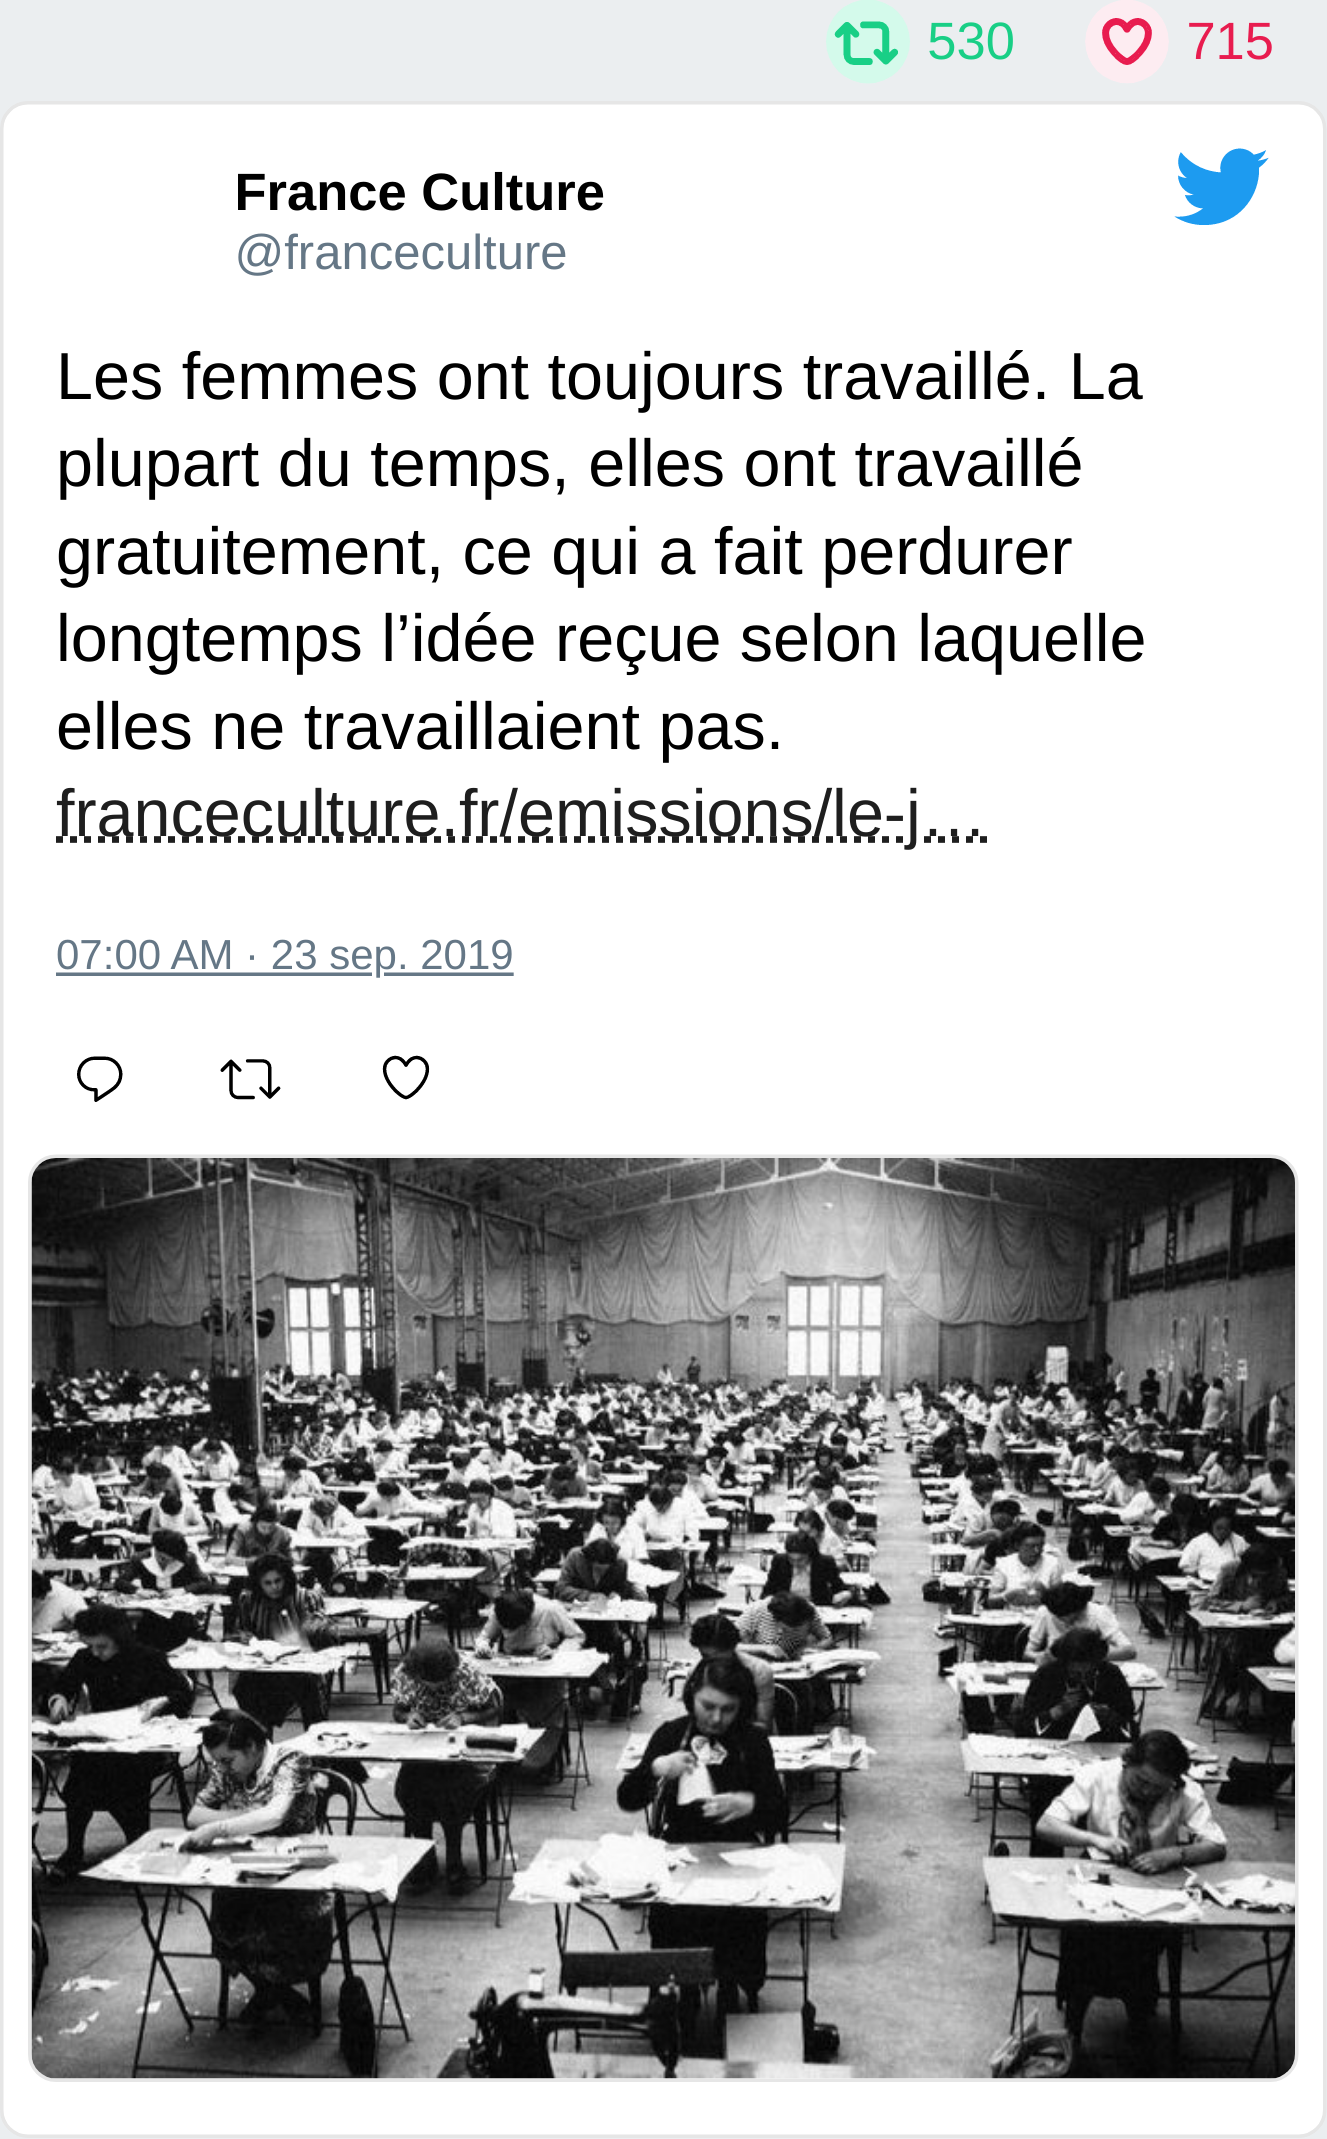 530 715
France Culture
@franceculture
Les femmes ont toujours travaillé. La
plupart du temps, elles ont travaillé
gratuitement, ce qui a fait perdurer
longtemps l’idée reçue selon laquelle
elles ne travaillaient pas.
franceculture.fr/emissions/le-j…
07:00 AM · 23 sep. 2019